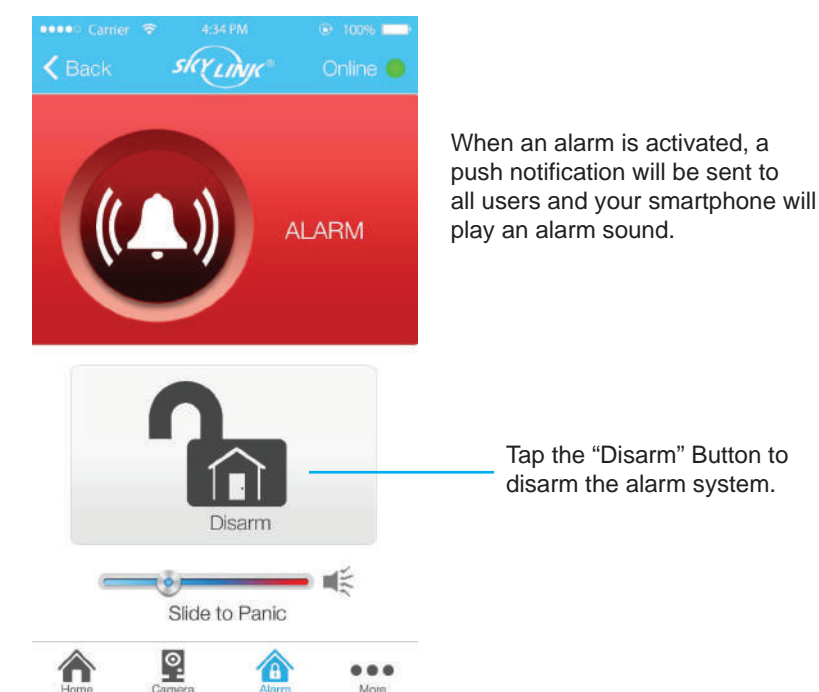 Carrier 4:34 PM 100%
Back SKYLINK® Online
When an alarm is activated, a
push notification will be sent to
all users and your smartphone will
play an alarm sound.
ALARM
Tap the “Disarm” Button to
disarm the alarm system.
Disarm
Slide to Panic
Home Camera Alarm More